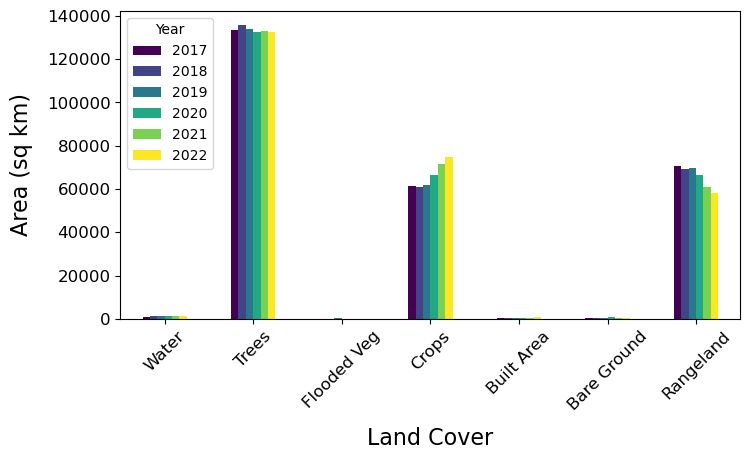 Year
2017
2018
2019
2020
2021
2022
140000
120000
100000
80000
60000
40000
20000
0
Area (sq km)
Water
Trees
Flooded Veg
Crops
Built Area
Bare Ground
Rangeland
Land Cover